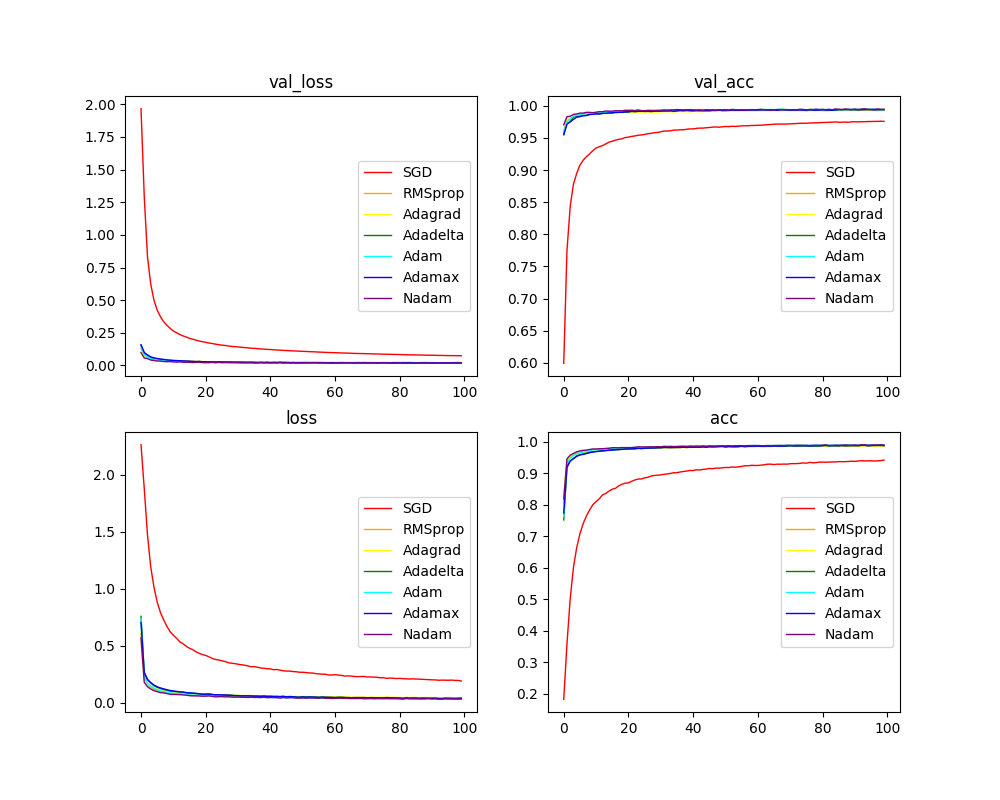 val_loss
2.00
1.75
1.50
1.25
1.00
0.75
0.50
0.25
0.00
0 20 40 60 80 100
SGD
RMSprop
Adagrad
Adadelta
Adam
Adamax
Nadam
val_acc
1.00
0.95
0.90
0.85
0.80
0.75
0.70
0.65
0.60
0 20 40 60 80 100
SGD
RMSprop
Adagrad
Adadelta
Adam
Adamax
Nadam
loss
2.0
1.5
1.0
0.5
0.0
0 20 40 60 80 100
SGD
RMSprop
Adagrad
Adadelta
Adam
Adamax
Nadam
acc
1.0
0.9
0.8
0.7
0.6
0.5
0.4
0.3
0.2
0 20 40 60 80 100
SGD
RMSprop
Adagrad
Adadelta
Adam
Adamax
Nadam